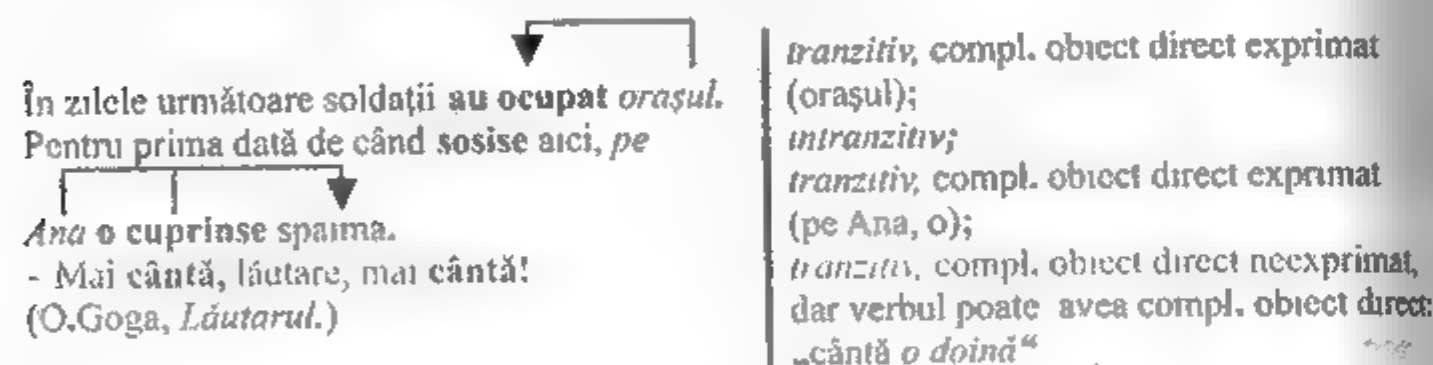 În zilele următoare soldații au ocupat orașul.
Pentru prima dată de când sosise aici, pe
Ana o cuprinse spaima.
- Mai cântă, lăutare, mai cântă!
(O.Goga, Lăutarul.)
tranzitiv, compl. obiect direct exprimat
(orașul);
intranzitiv;
tranzitiv, compl. obiect direct exprimat
(pe Ana, o);
tranzitiv, compl. obiect direct neexprimat,
dar verbul poate avea compl. obiect direct:
„cântă o doină“